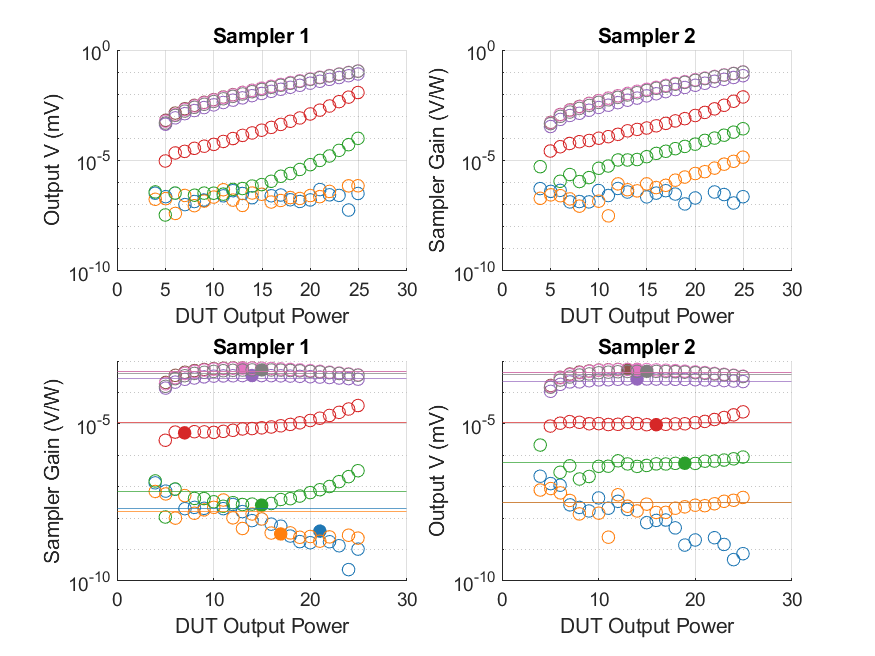 Sampler 1
Output V (mV)
10^0
10^-5
10^-10
0 5 10 15 20 25 30
DUT Output Power
Sampler 2
Sampler Gain (V/W)
10^0
10^-5
10^-10
0 5 10 15 20 25 30
DUT Output Power
Sampler 1
Sampler Gain (V/W)
10^-5
10^-10
0 10 20 30
DUT Output Power
Sampler 2
Output V (mV)
10^-5
10^-10
0 10 20 30
DUT Output Power